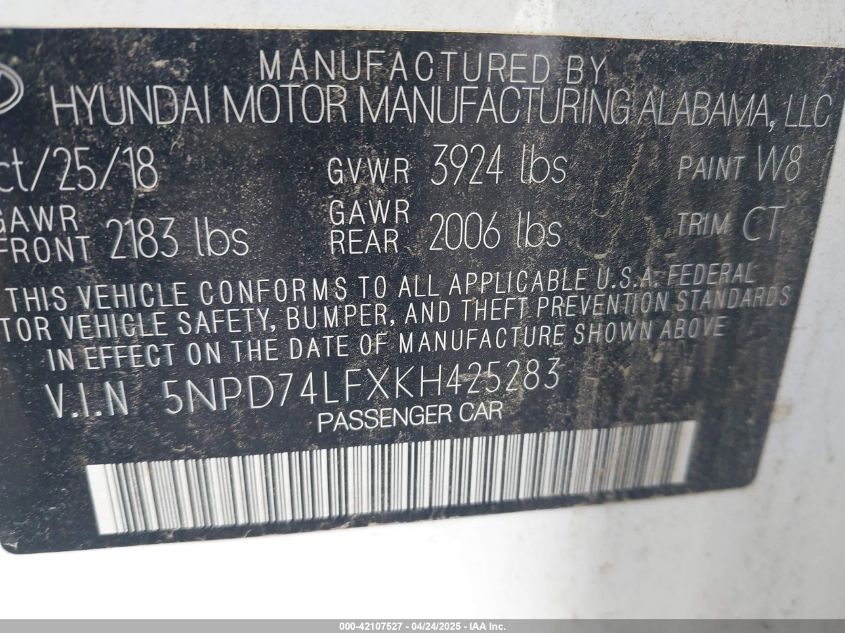 MANUFACTURED BY
HYUNDAI MOTOR MANUFACTURING ALABAMA, LLC
ct/25/18 GVWR 3924 lbs PAINT W8
GAWR FRONT 2183 lbs GAWR REAR 2006 lbs TRIM CT
THIS VEHICLE CONFORMS TO ALL APPLICABLE U.S.A. FEDERAL
TOR VEHICLE SAFETY, BUMPER, AND THEFT PREVENTION STANDARDS
IN EFFECT ON THE DATE OF MANUFACTURE SHOWN ABOVE
V.I.N 5NPD74LFXKH425283
PASSENGER CAR
000-42107527 - 04/24/2025 - IAA Inc.